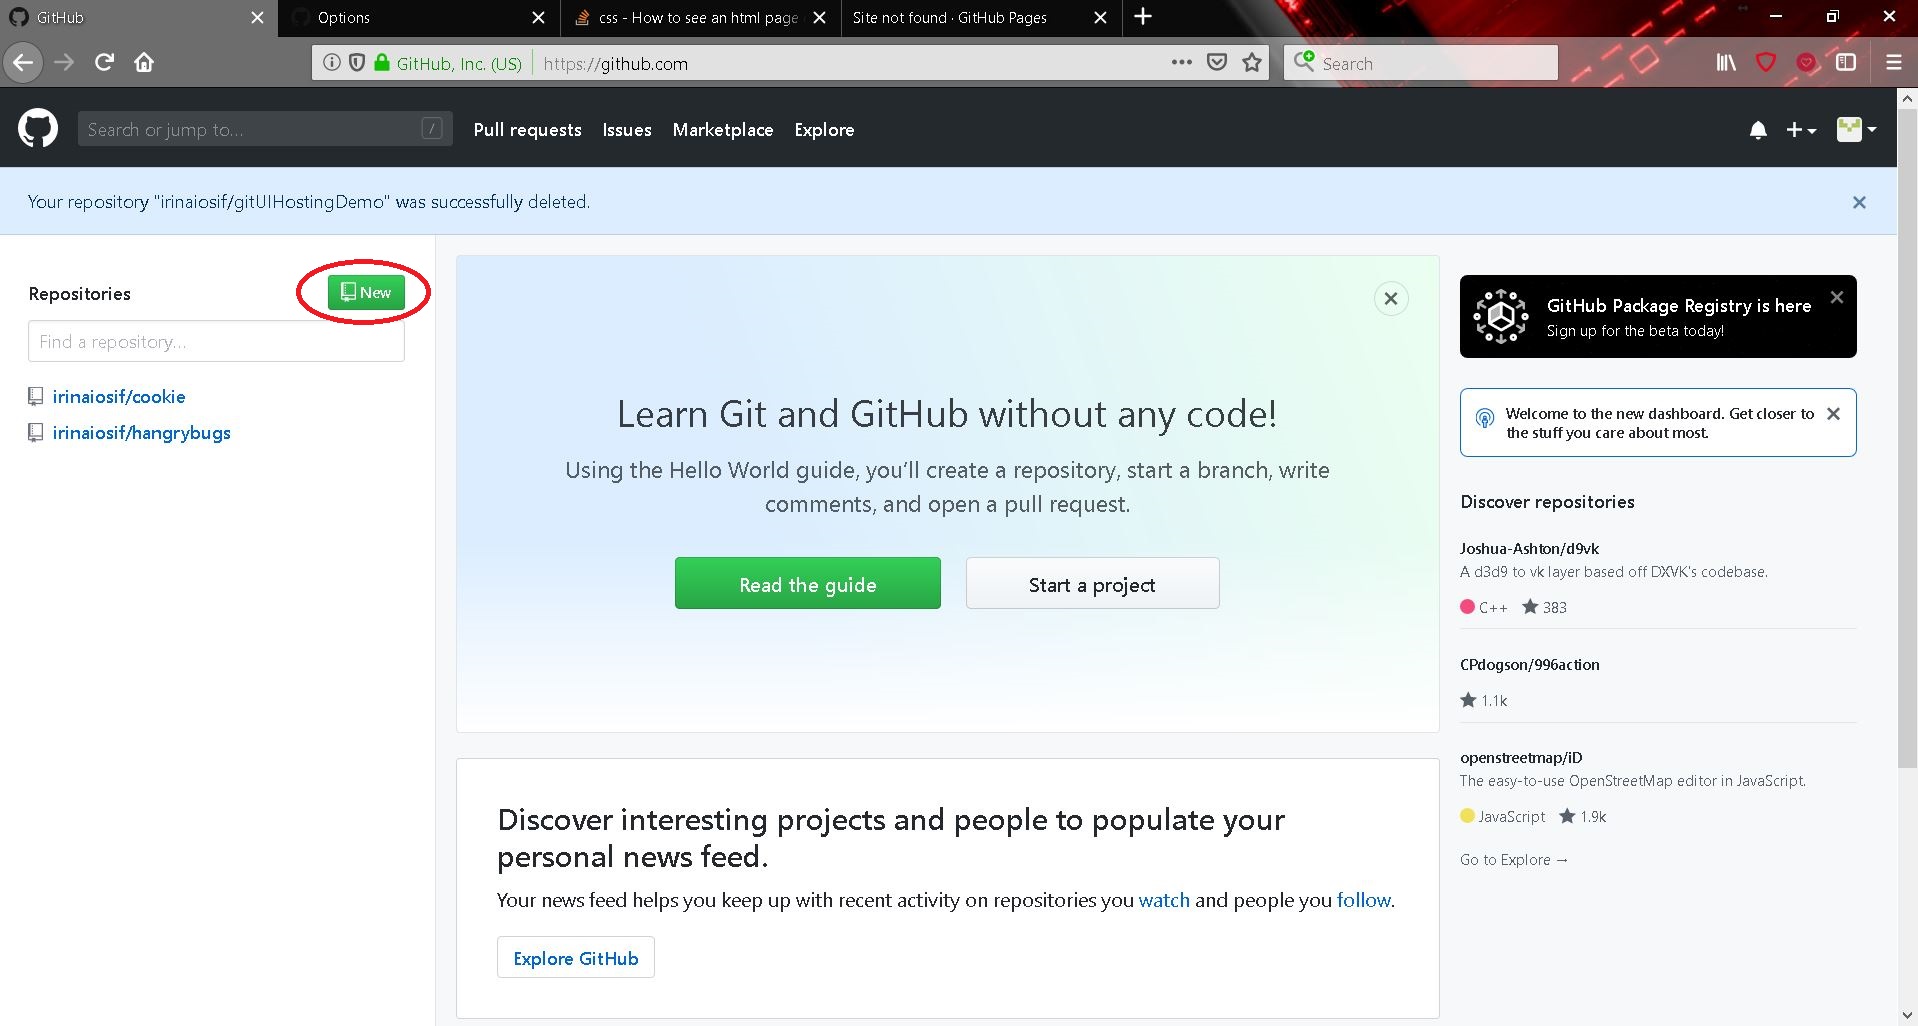 GitHub
Options
css - How to see an html page
Site not found · GitHub Pages
GitHub, Inc. (US)
https://github.com
Search
Search or jump to...
/
Pull requests
Issues
Marketplace
Explore
Your repository "irinaiosif/gitUIHostingDemo" was successfully deleted.
Repositories
New
Find a repository...
irinaiosif/cookie
irinaiosif/hangrybugs
Learn Git and GitHub without any code!
Using the Hello World guide, you’ll create a repository, start a branch, write
comments, and open a pull request.
Read the guide
Start a project
Discover interesting projects and people to populate your
personal news feed.
Your news feed helps you keep up with recent activity on repositories you watch and people you follow.
Explore GitHub
GitHub Package Registry is here
Sign up for the beta today!
Welcome to the new dashboard. Get closer to
the stuff you care about most.
Discover repositories
Joshua-Ashton/d9vk
A d3d9 to vk layer based off DXVK's codebase.
C++ 383
CPdogson/996action
1.1k
openstreetmap/iD
The easy-to-use OpenStreetMap editor in JavaScript.
JavaScript 1.9k
Go to Explore →